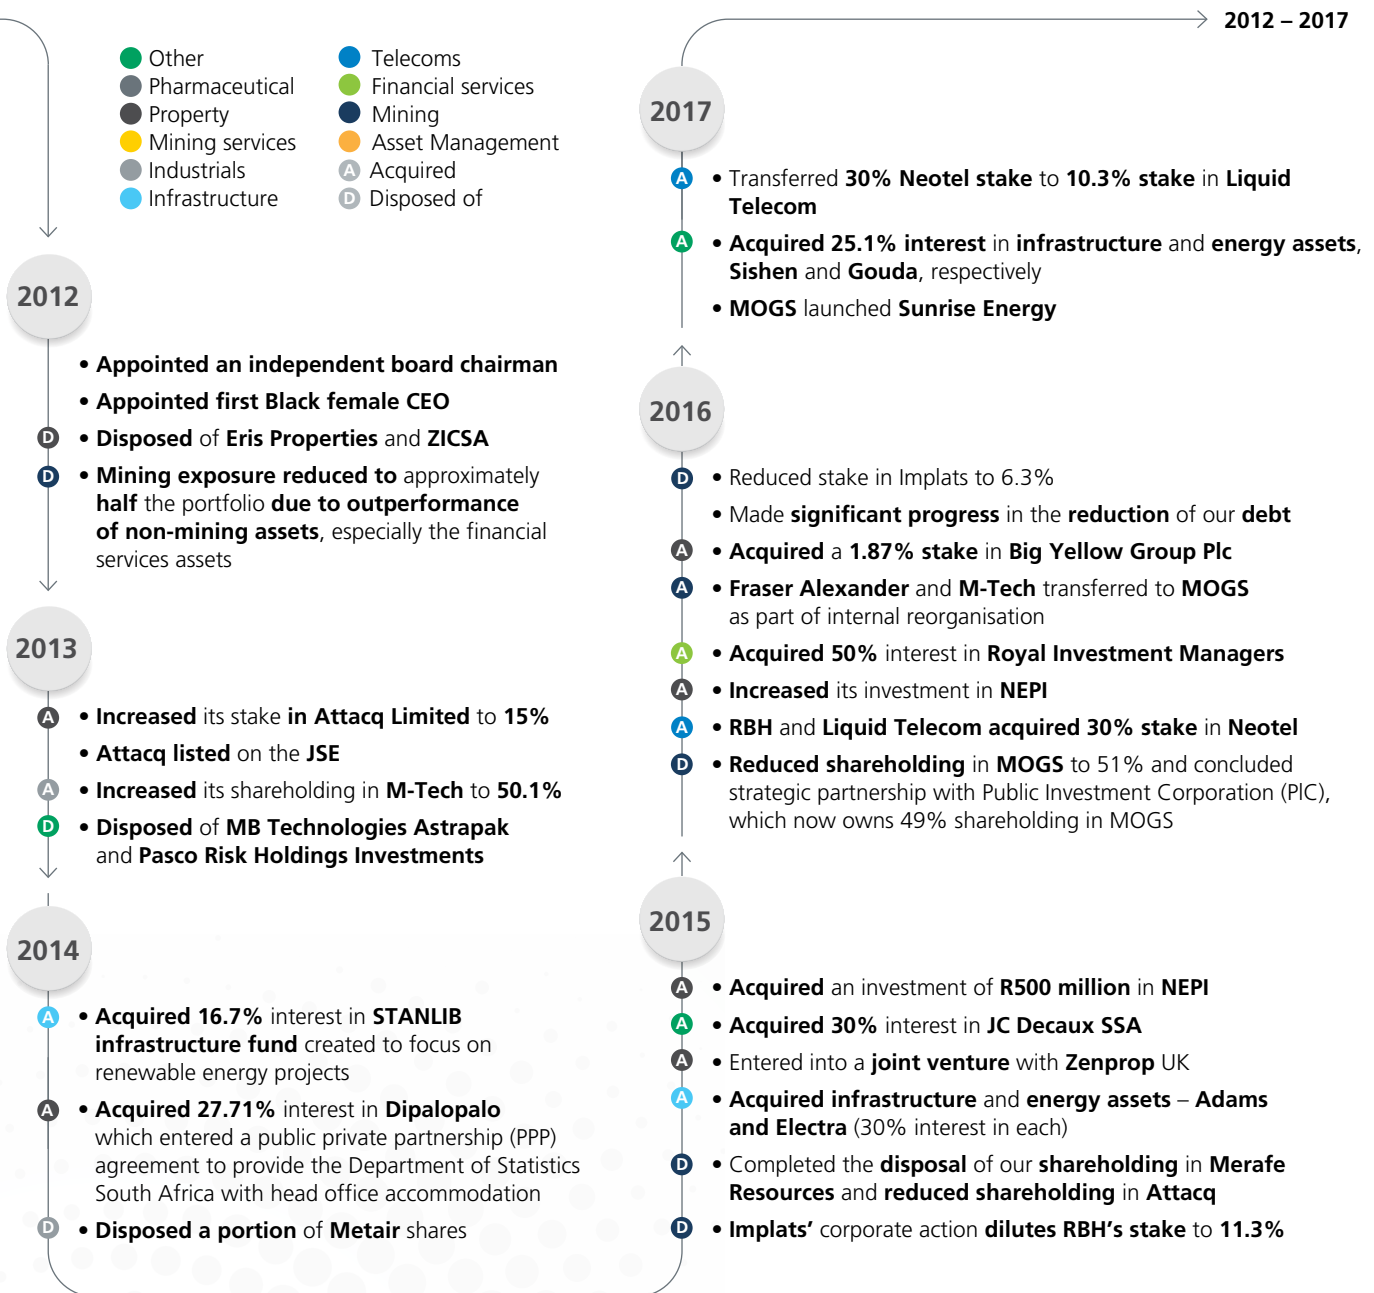 2012 – 2017
Other
Pharmaceutical
Property
Mining services
Industrials
Infrastructure
Telecoms
Financial services
Mining
Asset Management
A Acquired
D Disposed of
2012
• Appointed an independent board chairman
• Appointed first Black female CEO
D • Disposed of Eris Properties and ZICSA
D • Mining exposure reduced to approximately
half the portfolio due to outperformance
of non-mining assets, especially the financial
services assets
2013
A • Increased its stake in Attacq Limited to 15%
• Attacq listed on the JSE
A • Increased its shareholding in M-Tech to 50.1%
D • Disposed of MB Technologies Astrapak
and Pasco Risk Holdings Investments
2014
A • Acquired 16.7% interest in STANLIB
infrastructure fund created to focus on
renewable energy projects
A • Acquired 27.71% interest in Dipalopalo
which entered a public private partnership (PPP)
agreement to provide the Department of Statistics
South Africa with head office accommodation
D • Disposed a portion of Metair shares
2017
A • Transferred 30% Neotel stake to 10.3% stake in Liquid
Telecom
A • Acquired 25.1% interest in infrastructure and energy assets,
Sishen and Gouda, respectively
• MOGS launched Sunrise Energy
2016
D • Reduced stake in Implats to 6.3%
• Made significant progress in the reduction of our debt
A • Acquired a 1.87% stake in Big Yellow Group Plc
A • Fraser Alexander and M-Tech transferred to MOGS
as part of internal reorganisation
A • Acquired 50% interest in Royal Investment Managers
A • Increased its investment in NEPI
A • RBH and Liquid Telecom acquired 30% stake in Neotel
D • Reduced shareholding in MOGS to 51% and concluded
strategic partnership with Public Investment Corporation (PIC),
which now owns 49% shareholding in MOGS
2015
A • Acquired an investment of R500 million in NEPI
A • Acquired 30% interest in JC Decaux SSA
A • Entered into a joint venture with Zenprop UK
A • Acquired infrastructure and energy assets – Adams
and Electra (30% interest in each)
D • Completed the disposal of our shareholding in Merafe
Resources and reduced shareholding in Attacq
D • Implats' corporate action dilutes RBH's stake to 11.3%